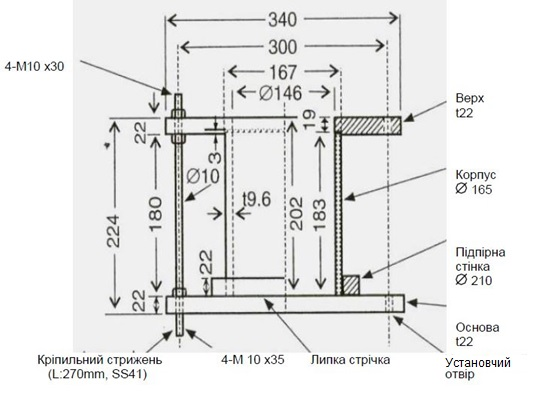 340
300
4-M10 x30
167
Ø146
Верх
t22
22
19
3
Ø10
180
224
202
183
Корпус
Ø 165
t9.6
Підпірна
стінка
Ø 210
22
22
Основа
t22
Кріпильний стрижень
(L:270mm, SS41)
4-M 10 x35
Липка стрічка
Установчий
отвір